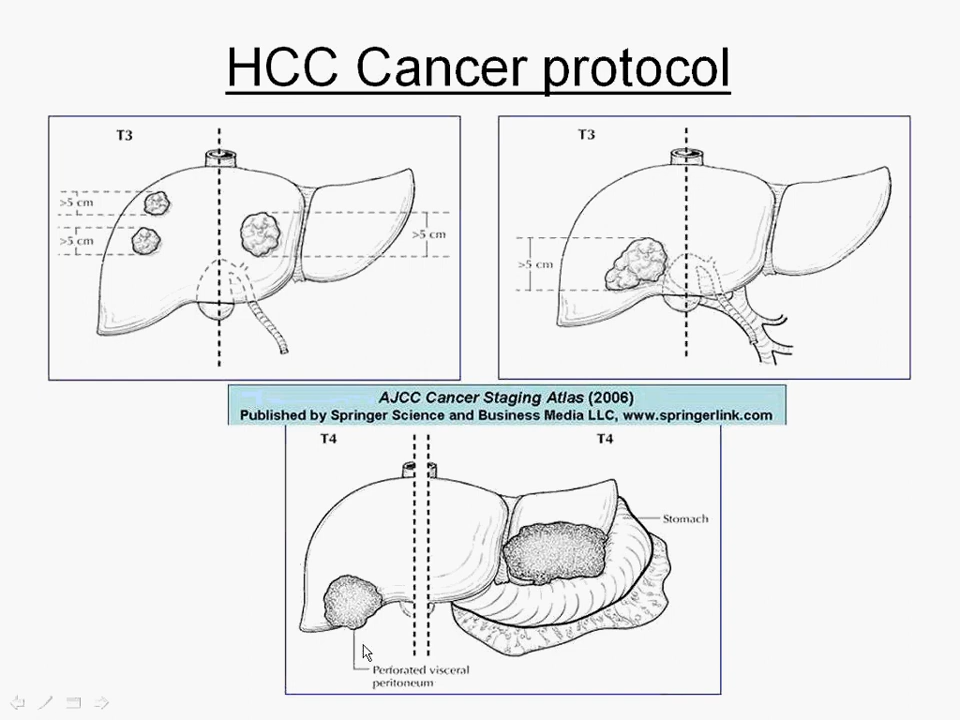 HCC Cancer protocol
T3
>5 cm
>5 cm
>5 cm
T3
>5 cm
AJCC Cancer Staging Atlas (2006)
Published by Springer Science and Business Media LLC, www.springerlink.com
T4
T4
Stomach
Perforated visceral
peritoneum